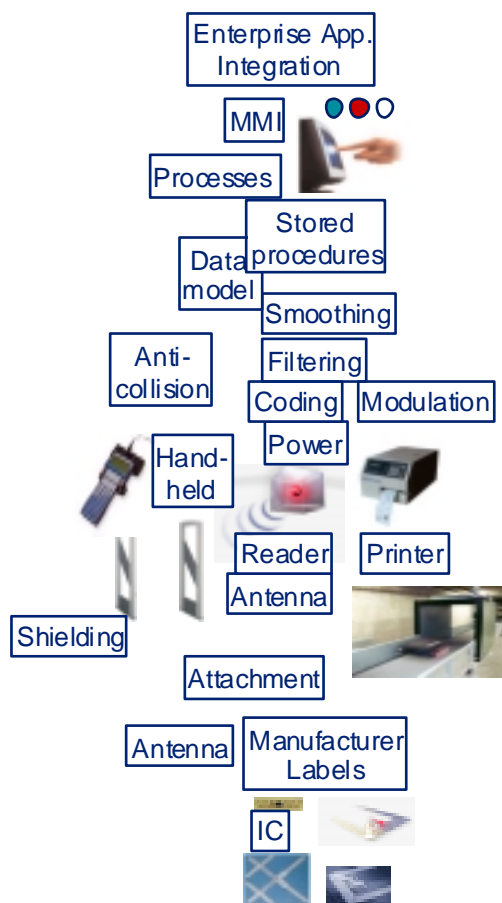 Enterprise App.
Integration
MMI
Processes
Stored
procedures
Data
model
Smoothing
Anti-
collision
Filtering
Coding
Modulation
Power
Hand-
held
Reader
Printer
Antenna
Shielding
Attachment
Antenna
Manufacturer
Labels
IC